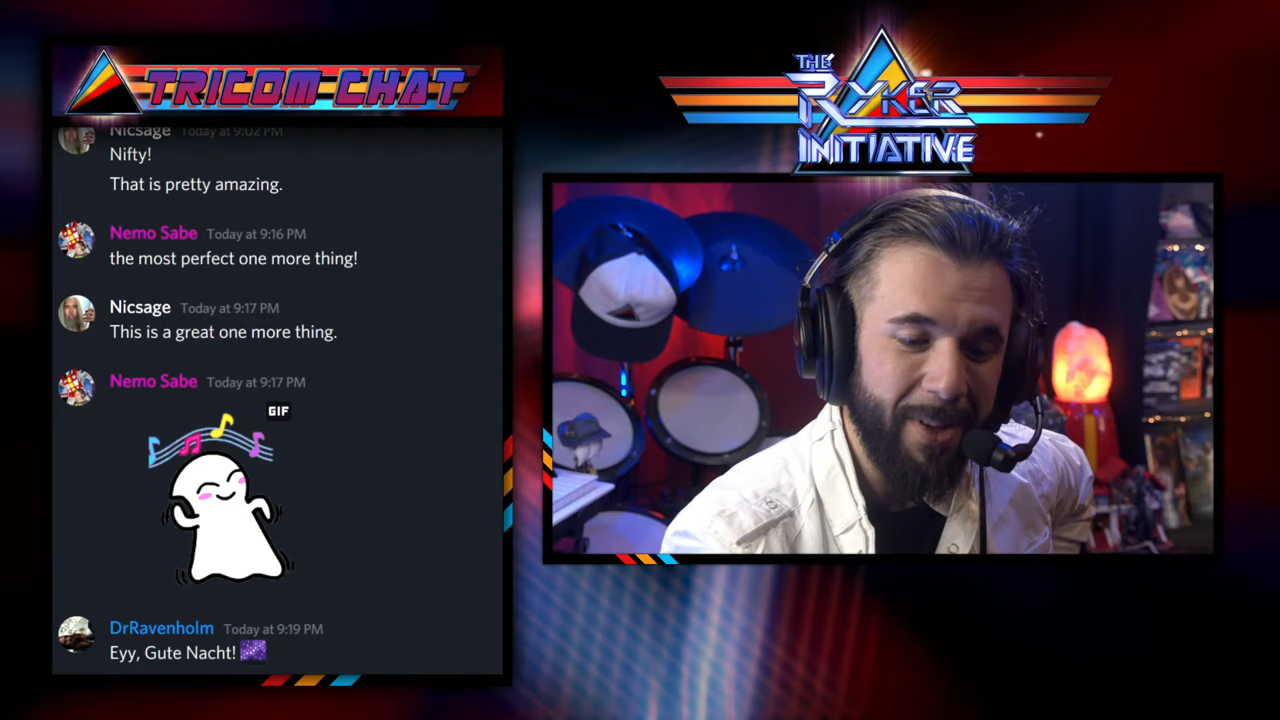 TRICOM CHAT
Nicsage Today at 9:02 PM
Nifty!
That is pretty amazing.
Nemo Sabe Today at 9:16 PM
the most perfect one more thing!
Nicsage Today at 9:17 PM
This is a great one more thing.
Nemo Sabe Today at 9:17 PM
GIF
DrRavenholm Today at 9:19 PM
Eyy, Gute Nacht!
THE
RYKER
INITIATIVE